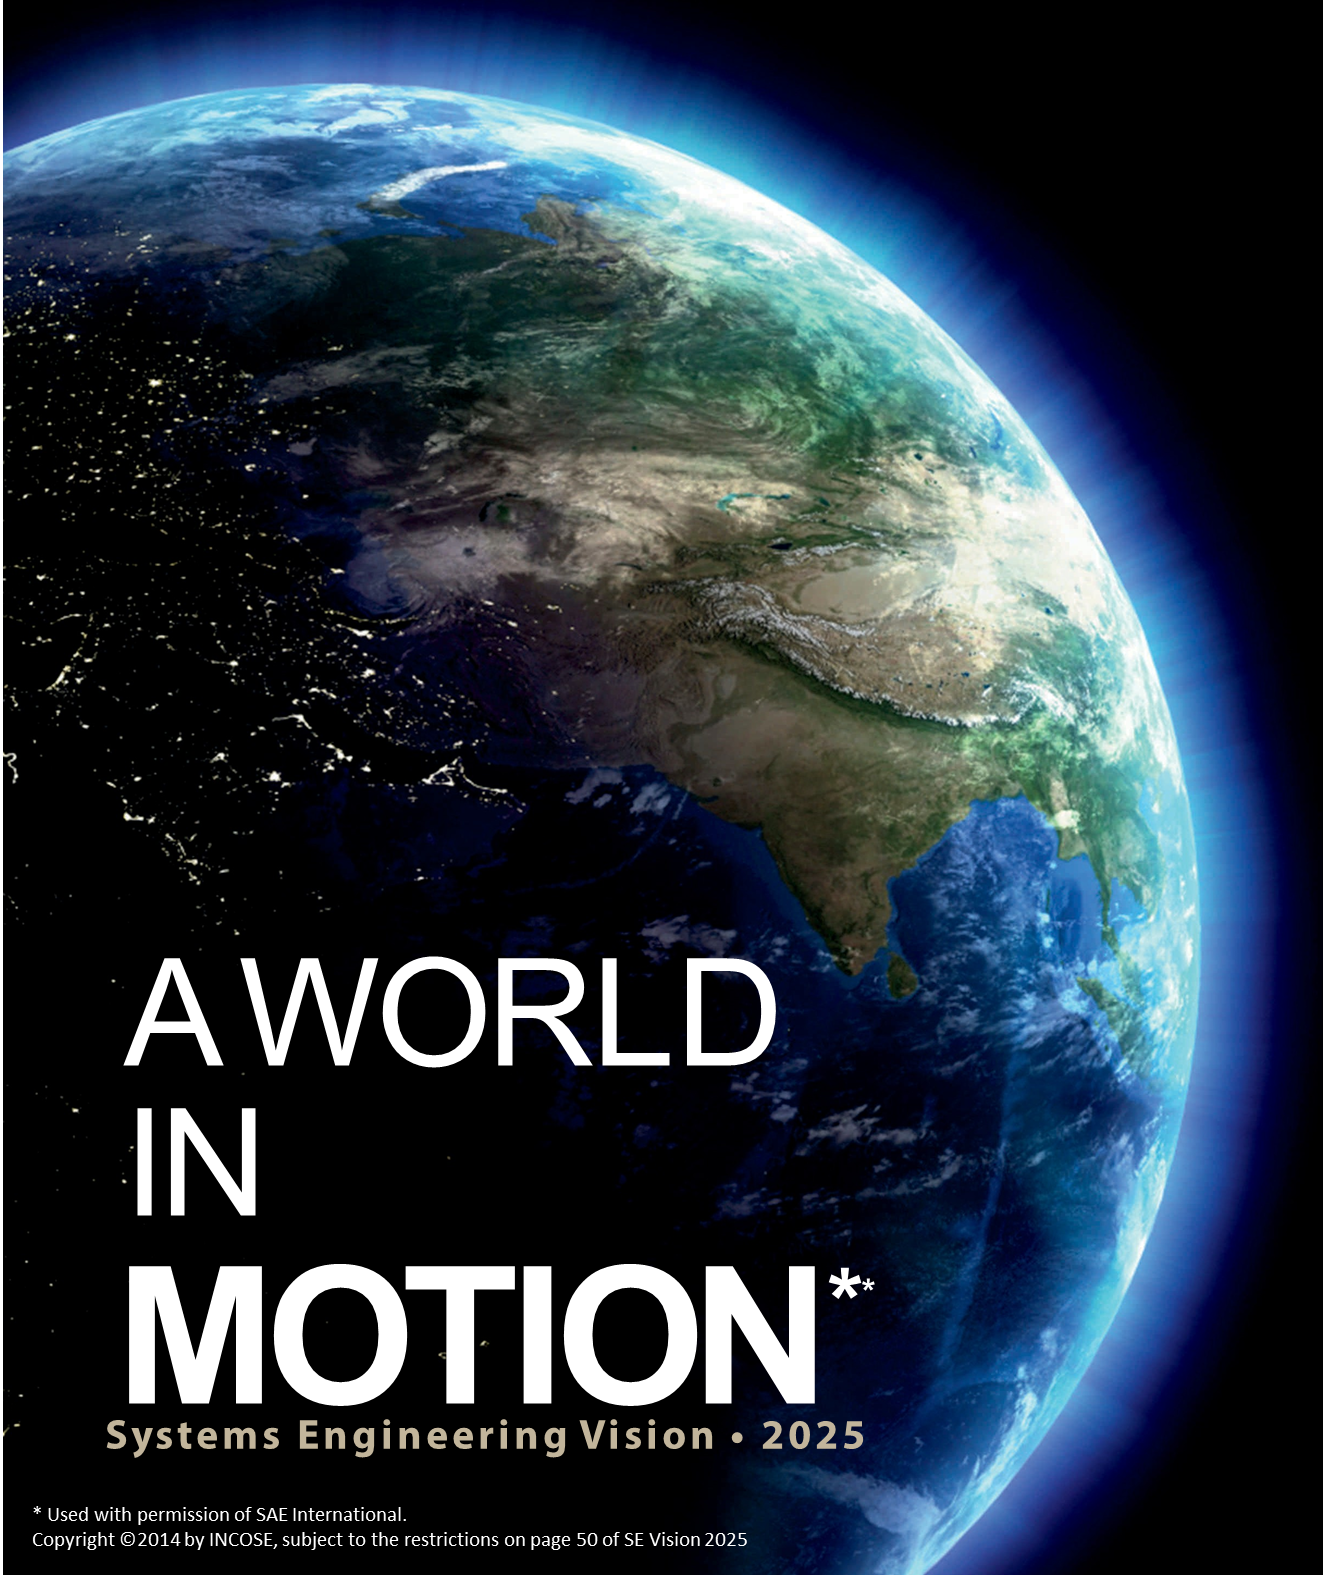 A WORLD
IN
MOTION**
Systems Engineering Vision • 2025
* Used with permission of SAE International.
Copyright ©2014 by INCOSE, subject to the restrictions on page 50 of SE Vision 2025